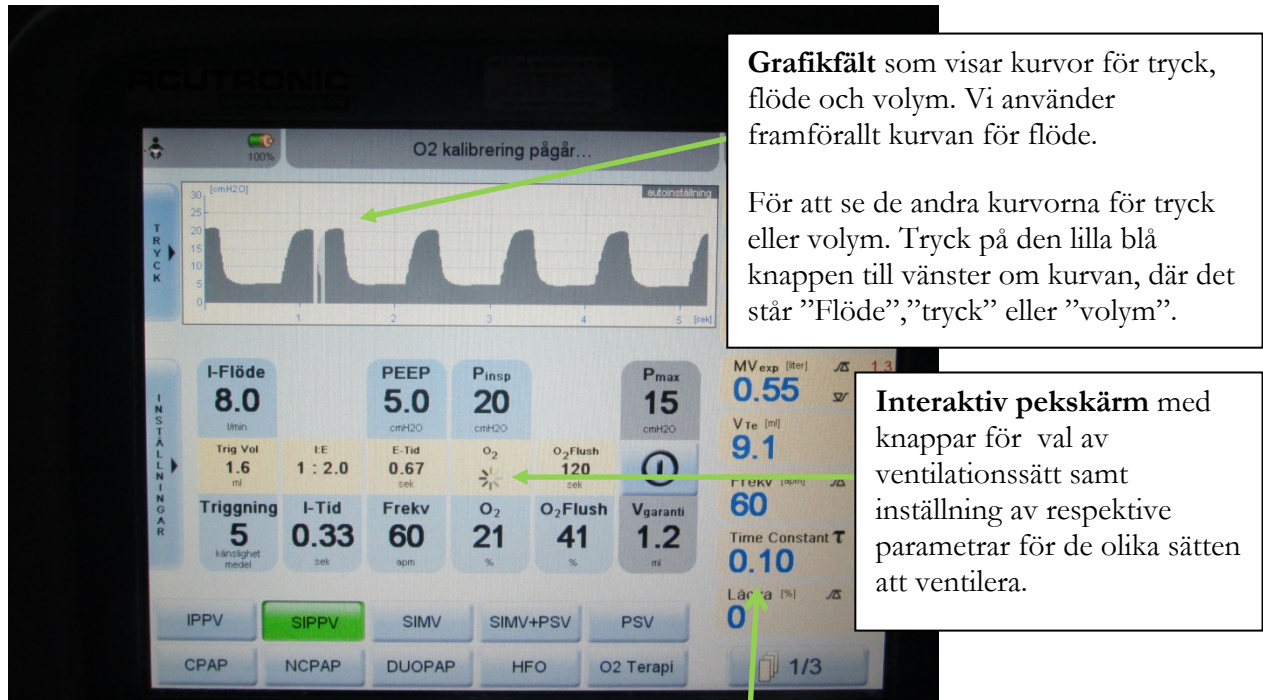 ACUTRONIC
100%
O2 kalibrering pågår...
Grafikfält som visar kurvor för tryck,
flöde och volym. Vi använder
framförallt kurvan för flöde.
För att se de andra kurvorna för tryck
eller volym. Tryck på den lilla blå
knappen till vänster om kurvan, där det
står ”Flöde”,”tryck” eller ”volym”.
TRYCK
[cmH2O]
autoinställning
30
25
20
15
10
5
0
1 2 3 4 5 [sek]
INSTÄLLNINGAR
I-Flöde
8.0
l/min
PEEP
5.0
cmH2O
Pinsp
20
cmH2O
Pmax
15
cmH2O
Trig Vol
1.6
ml
I:E
1 : 2.0
E-Tid
0.67
sek
O2
O2Flush
120
sek
Triggning
5
känslighet
medel
I-Tid
0.33
sek
Frekv
60
apm
O2
21
%
O2Flush
41
%
Vgaranti
1.2
ml
MVexp [liter]
1.3
0.55
VTe [ml]
9.1
Frekv [apm]
60
Time Constant τ
0.10
Läcka [%]
0
Interaktiv pekskärm med
knappar för val av
ventilationssätt samt
inställning av respektive
parametrar för de olika sätten
att ventilera.
IPPV SIPPV SIMV SIMV+PSV PSV
CPAP NCPAP DUOPAP HFO O2 Terapi 1/3